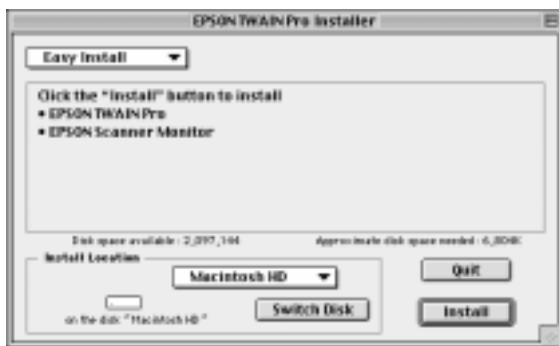 EPSON TWAIN Pro Installer
Easy Install
Click the "Install" button to install
• EPSON TWAIN Pro
• EPSON Scanner Monitor
Disk space available : 2,097,144
Approximate disk space needed : 6,804K
Install Location
Macintosh HD
Quit
on the disk "Macintosh HD"
Switch Disk
Install